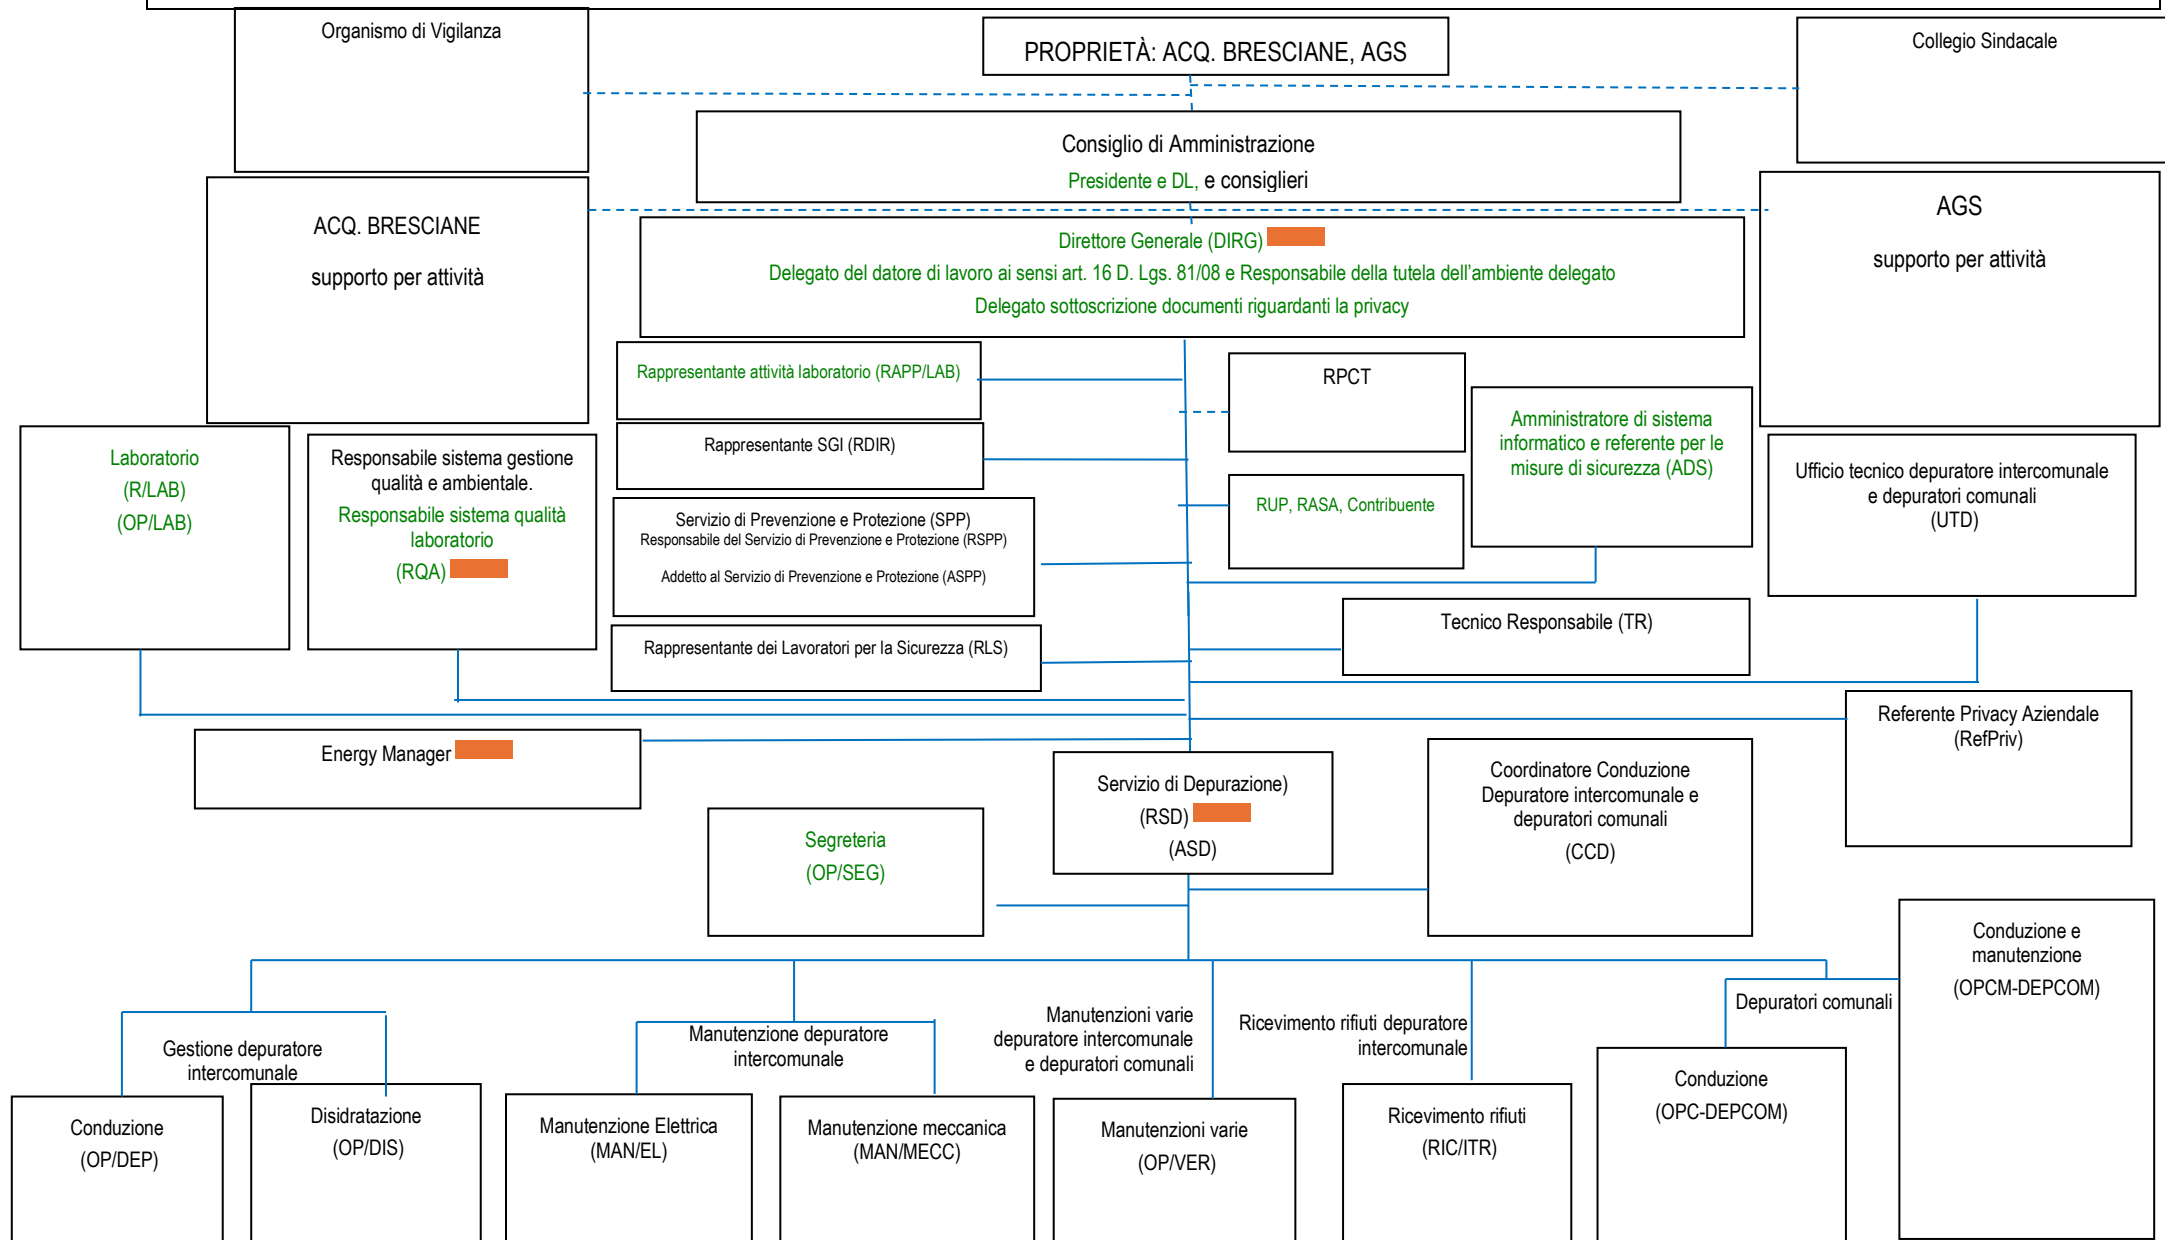 Organismo di Vigilanza
PROPRIETÀ: ACQ. BRESCIANE, AGS
Collegio Sindacale
Consiglio di Amministrazione
Presidente e DL, e consiglieri
ACQ. BRESCIANE
supporto per attività
AGS
supporto per attività
Direttore Generale (DIRG)
Delegato del datore di lavoro ai sensi art. 16 D. Lgs. 81/08 e Responsabile della tutela dell'ambiente delegato
Delegato sottoscrizione documenti riguardanti la privacy
Rappresentante attività laboratorio (RAPP/LAB)
RPCT
Rappresentante SGI (RDIR)
Amministratore di sistema
informatico e referente per le
misure di sicurezza (ADS)
Laboratorio
(R/LAB)
(OP/LAB)
Responsabile sistema gestione
qualità e ambientale.
Responsabile sistema qualità
laboratorio
(RQA)
Servizio di Prevenzione e Protezione (SPP)
Responsabile del Servizio di Prevenzione e Protezione (RSPP)
Addetto al Servizio di Prevenzione e Protezione (ASPP)
RUP, RASA, Contribuente
Ufficio tecnico depuratore intercomunale
e depuratori comunali
(UTD)
Rappresentante dei Lavoratori per la Sicurezza (RLS)
Tecnico Responsabile (TR)
Referente Privacy Aziendale
(RefPriv)
Energy Manager
Servizio di Depurazione)
(RSD)
(ASD)
Coordinatore Conduzione
Depuratore intercomunale e
depuratori comunali
(CCD)
Segreteria
(OP/SEG)
Conduzione e
manutenzione
(OPCM-DEPCOM)
Gestione depuratore
intercomunale
Manutenzione depuratore
intercomunale
Manutenzioni varie
depuratore intercomunale
e depuratori comunali
Ricevimento rifiuti depuratore
intercomunale
Depuratori comunali
Conduzione
(OP/DEP)
Disidratazione
(OP/DIS)
Manutenzione Elettrica
(MAN/EL)
Manutenzione meccanica
(MAN/MECC)
Manutenzioni varie
(OP/VER)
Ricevimento rifiuti
(RIC/ITR)
Conduzione
(OPC-DEPCOM)